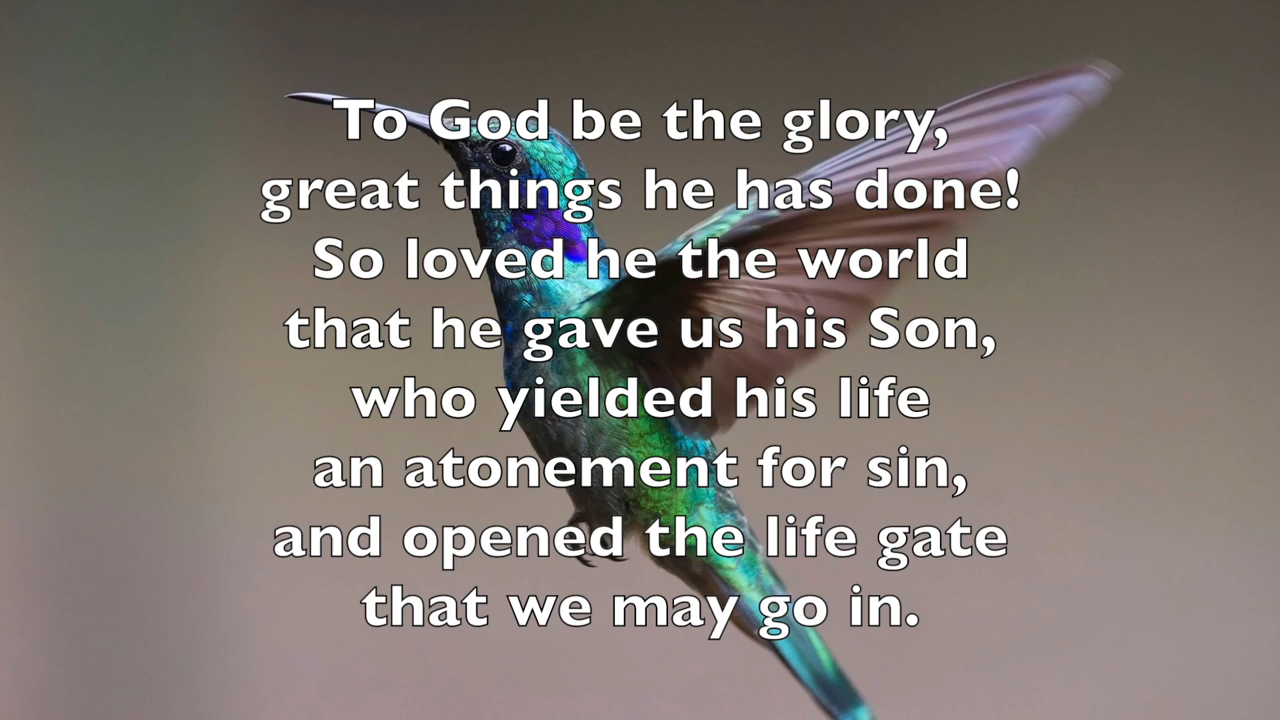 To God be the glory,
great things he has done!
So loved he the world
that he gave us his Son,
who yielded his life
an atonement for sin,
and opened the life gate
that we may go in.